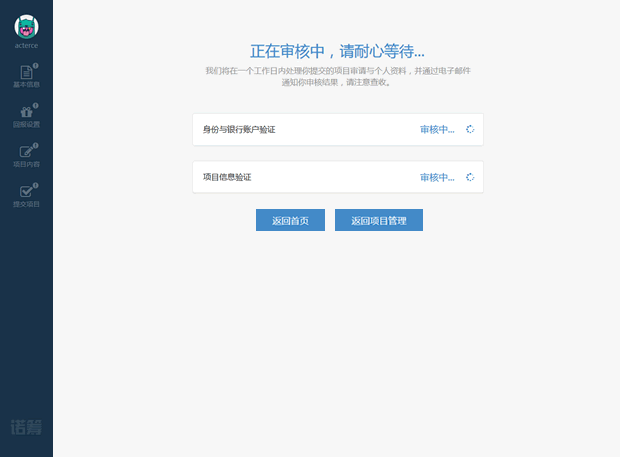 acterce
基本信息
回报设置
项目内容
提交项目
诺筹
正在审核中，请耐心等待...
我们将在一个工作日内处理你提交的项目审请与个人资料，并通过电子邮件
通知你审核结果，请注意查收。
身份与银行账户验证
审核中...
项目信息验证
审核中...
返回首页
返回项目管理